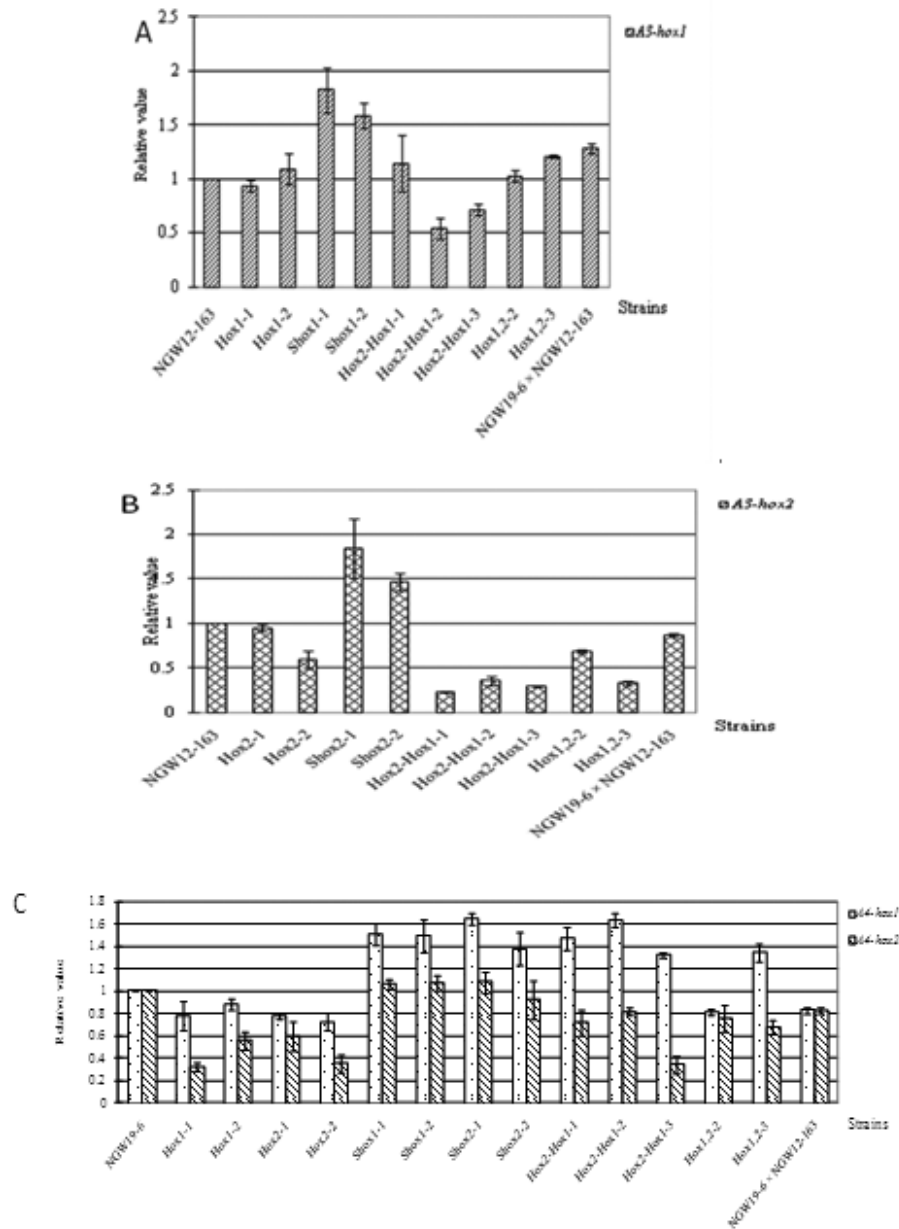 A
A5-hox1
2.5
2
1.5
1
0.5
0
Relative value
Strains
NGW12-163
Hox1-1
Hox1-2
Shox1-1
Shox1-2
Hox2-Hox1-1
Hox2-Hox1-2
Hox2-Hox1-3
Hox1,2-2
Hox1,2-3
NGW19-6 × NGW12-163
B
A5-hox2
2.5
2
1.5
1
0.5
0
Relative value
Strains
NGW12-163
Hox2-1
Hox2-2
Shox2-1
Shox2-2
Hox2-Hox1-1
Hox2-Hox1-2
Hox2-Hox1-3
Hox1,2-2
Hox1,2-3
NGW19-6 × NGW12-163
C
A4-hox1
A4-hox2
1.8
1.6
1.4
1.2
1
0.8
0.6
0.4
0.2
0
Relative value
Strains
NGW19-6
Hox1-1
Hox1-2
Hox2-1
Hox2-2
Shox1-1
Shox1-2
Shox2-1
Shox2-2
Hox2-Hox1-1
Hox2-Hox1-2
Hox2-Hox1-3
Hox1,2-2
Hox1,2-3
NGW19-6 × NGW12-163